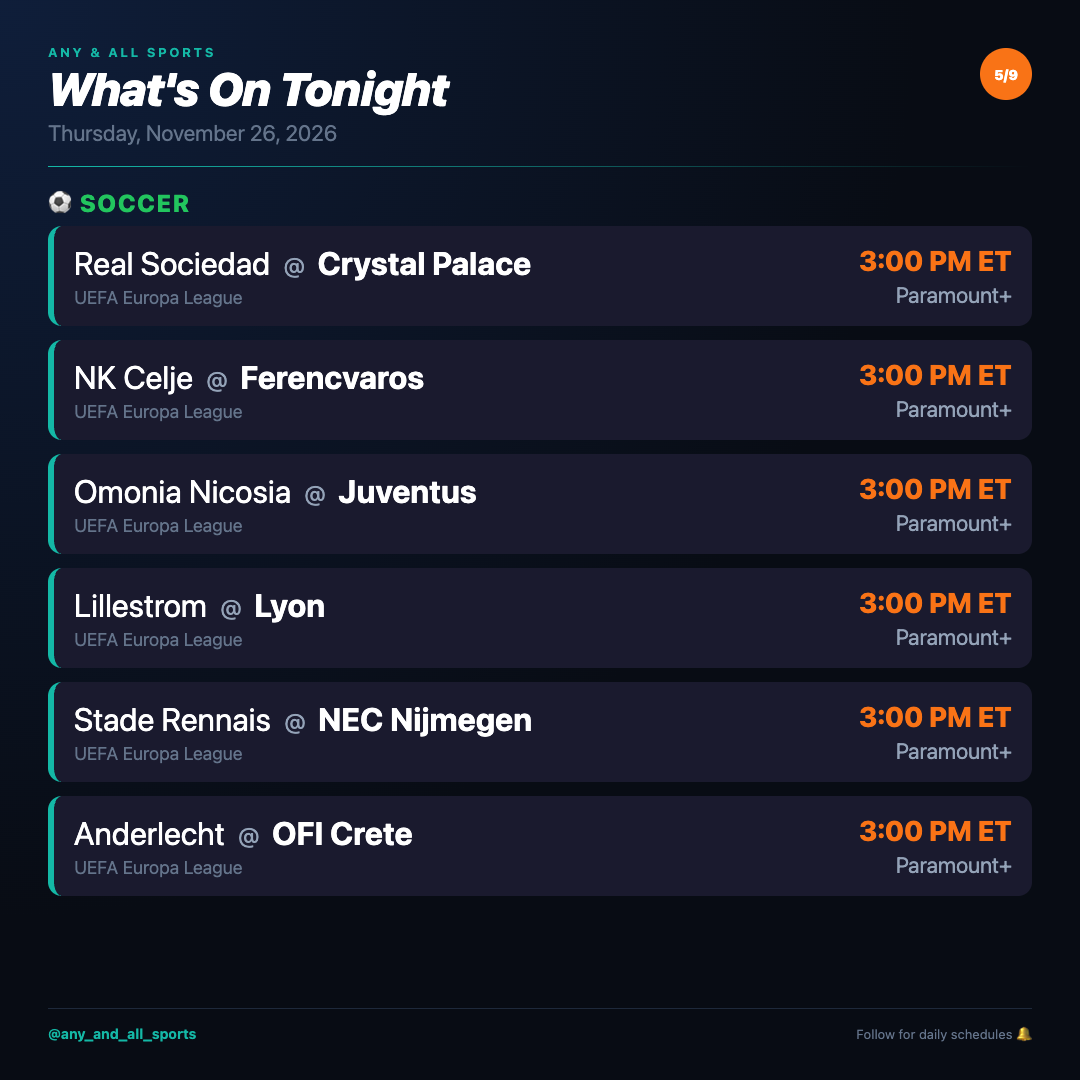 ANY & ALL SPORTS
What's On Tonight
Thursday, November 26, 2026
5/9
⚽ SOCCER
Real Sociedad @ Crystal Palace
3:00 PM ET
UEFA Europa League
Paramount+
NK Celje @ Ferencvaros
3:00 PM ET
UEFA Europa League
Paramount+
Omonia Nicosia @ Juventus
3:00 PM ET
UEFA Europa League
Paramount+
Lillestrom @ Lyon
3:00 PM ET
UEFA Europa League
Paramount+
Stade Rennais @ NEC Nijmegen
3:00 PM ET
UEFA Europa League
Paramount+
Anderlecht @ OFI Crete
3:00 PM ET
UEFA Europa League
Paramount+
@any_and_all_sports
Follow for daily schedules 🔔